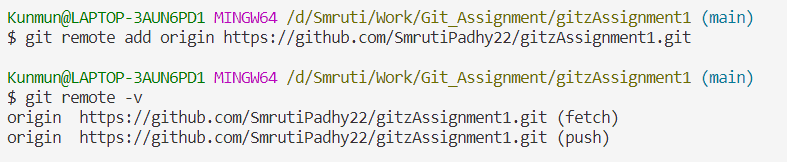 Kunmun@LAPTOP-3AUN6PD1 MINGW64 /d/Smruti/Work/Git_Assignment/gitzAssignment1 (main)
$ git remote add origin https://github.com/SmrutiPadhy22/gitzAssignment1.git
Kunmun@LAPTOP-3AUN6PD1 MINGW64 /d/Smruti/Work/Git_Assignment/gitzAssignment1 (main)
$ git remote -v
origin  https://github.com/SmrutiPadhy22/gitzAssignment1.git (fetch)
origin  https://github.com/SmrutiPadhy22/gitzAssignment1.git (push)